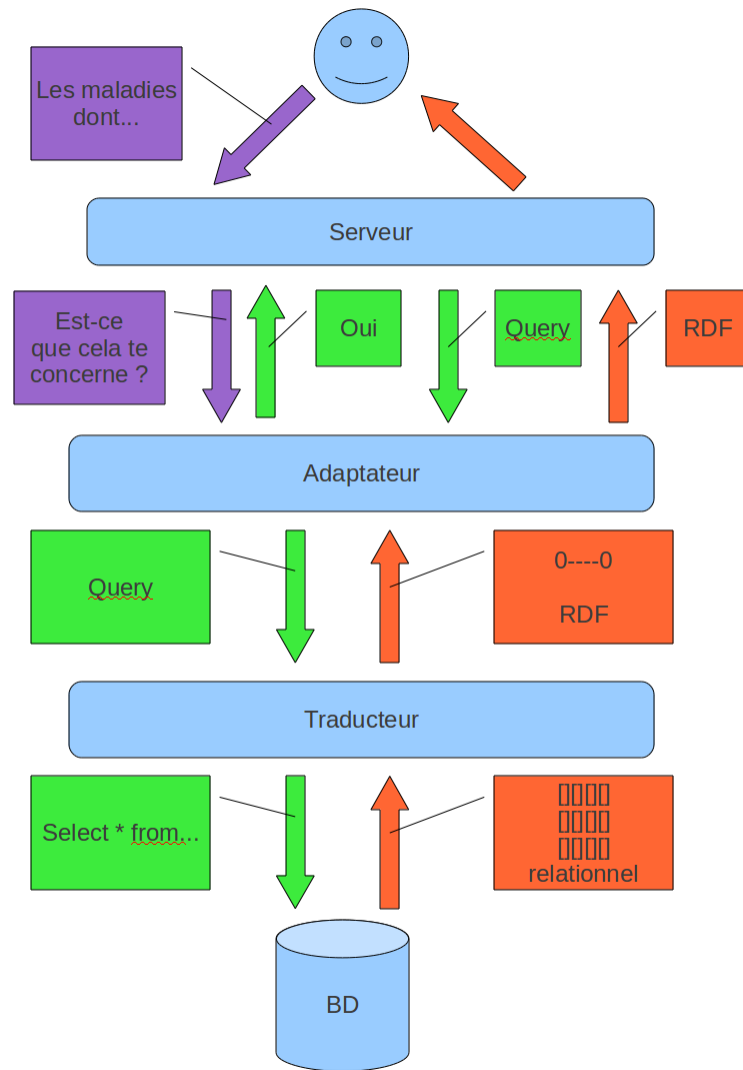 Les maladies
dont...
Serveur
Est-ce
que cela te
concerne ?
Oui
Query
RDF
Adaptateur
Query
0----0
RDF
Traducteur
Select * from...
▯▯▯▯
▯▯▯▯
▯▯▯▯
relationnel
BD